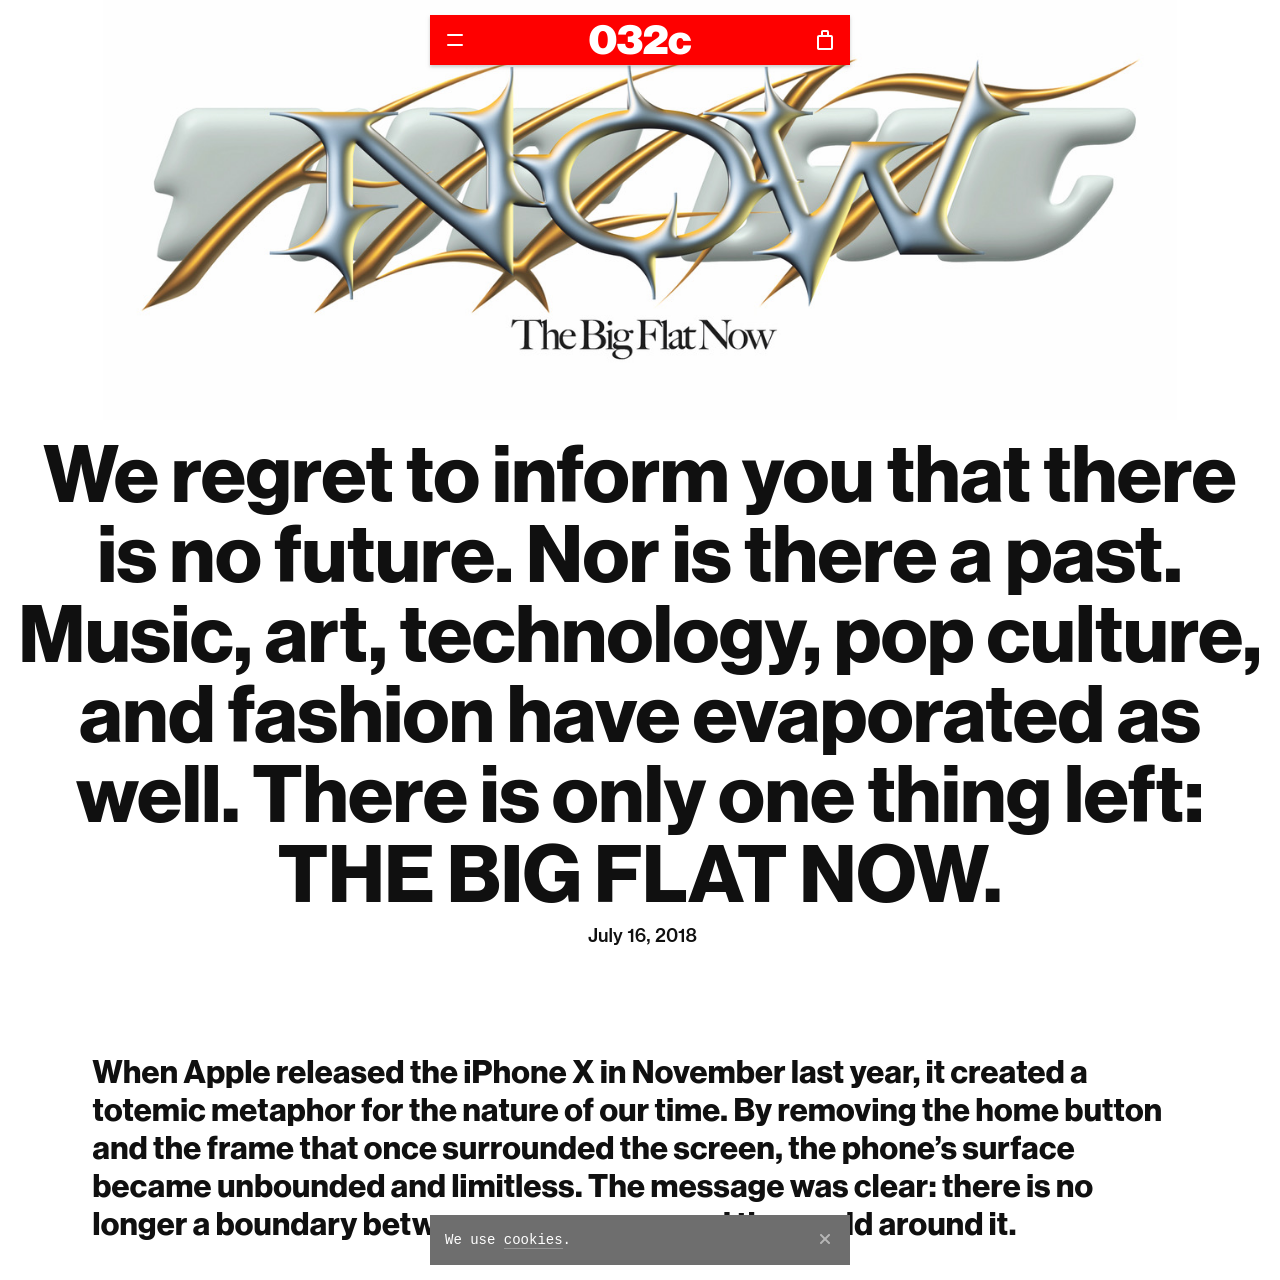 032c
NOW
The Big Flat Now
We regret to inform you that there
is no future. Nor is there a past.
Music, art, technology, pop culture,
and fashion have evaporated as
well. There is only one thing left:
THE BIG FLAT NOW.
July 16, 2018
When Apple released the iPhone X in November last year, it created a
totemic metaphor for the nature of our time. By removing the home button
and the frame that once surrounded the screen, the phone’s surface
became unbounded and limitless. The message was clear: there is no
longer a boundary around it.
We use cookies.